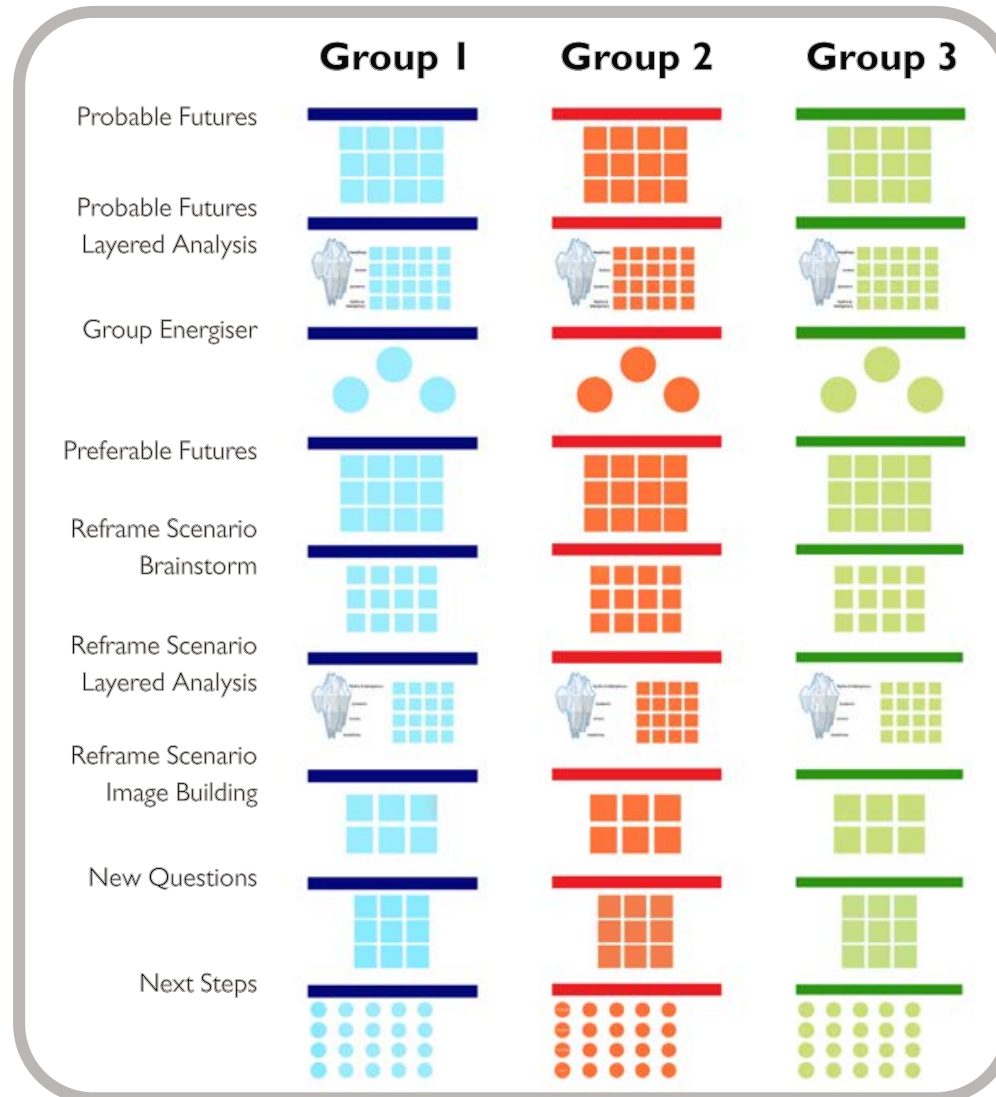 Group 1
Group 2
Group 3
Probable Futures
Probable Futures
Layered Analysis
Group Energiser
Preferable Futures
Reframe Scenario
Brainstorm
Reframe Scenario
Layered Analysis
Reframe Scenario
Image Building
New Questions
Next Steps